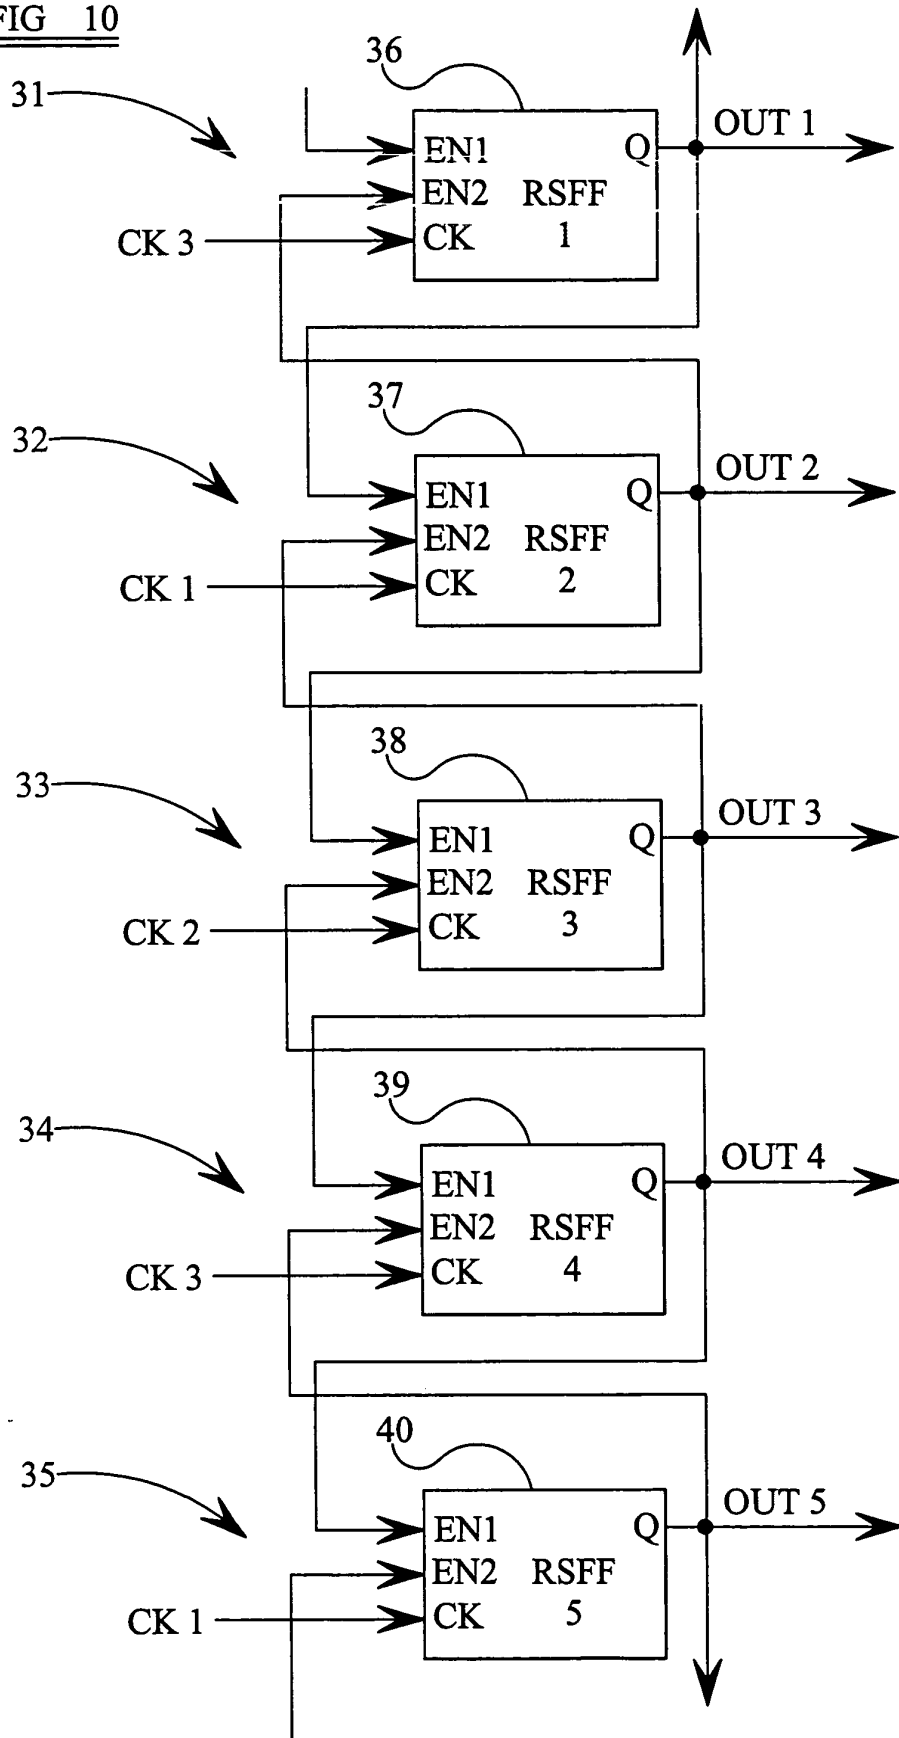 FIG 10
36
31
OUT 1
EN1
Q
EN2
RSFF
CK 3
CK
1
37
32
OUT 2
EN1
Q
EN2
RSFF
CK 1
CK
2
38
33
OUT 3
EN1
Q
EN2
RSFF
CK 2
CK
3
39
34
OUT 4
EN1
Q
EN2
RSFF
CK 3
CK
4
40
35
OUT 5
EN1
Q
EN2
RSFF
CK 1
CK
5